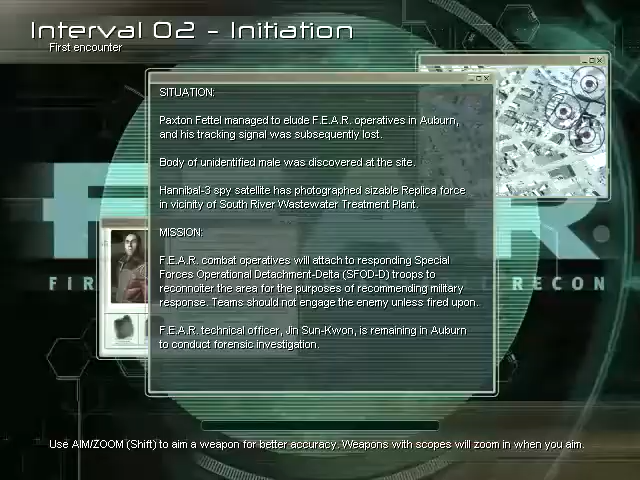 Interval 02 - Initiation
First encounter
SITUATION:
Paxton Fettel managed to elude F.E.A.R. operatives in Auburn,
and his tracking signal was subsequently lost.
Body of unidentified male was discovered at the site.
Hannibal-3 spy satellite has photographed sizable Replica force
in vicinity of South River Wastewater Treatment Plant.
MISSION:
F.E.A.R. combat operatives will attach to responding Special
Forces Operational Detachment-Delta (SFOD-D) troops to
reconnoiter the area for the purposes of recommending military
response. Teams should not engage the enemy unless fired upon.
F.E.A.R. technical officer, Jin Sun-Kwon, is remaining in Auburn
to conduct forensic investigation.
F R.
FIR RECON
Use AIM/ZOOM (Shift) to aim a weapon for better accuracy. Weapons with scopes will zoom in when you aim.